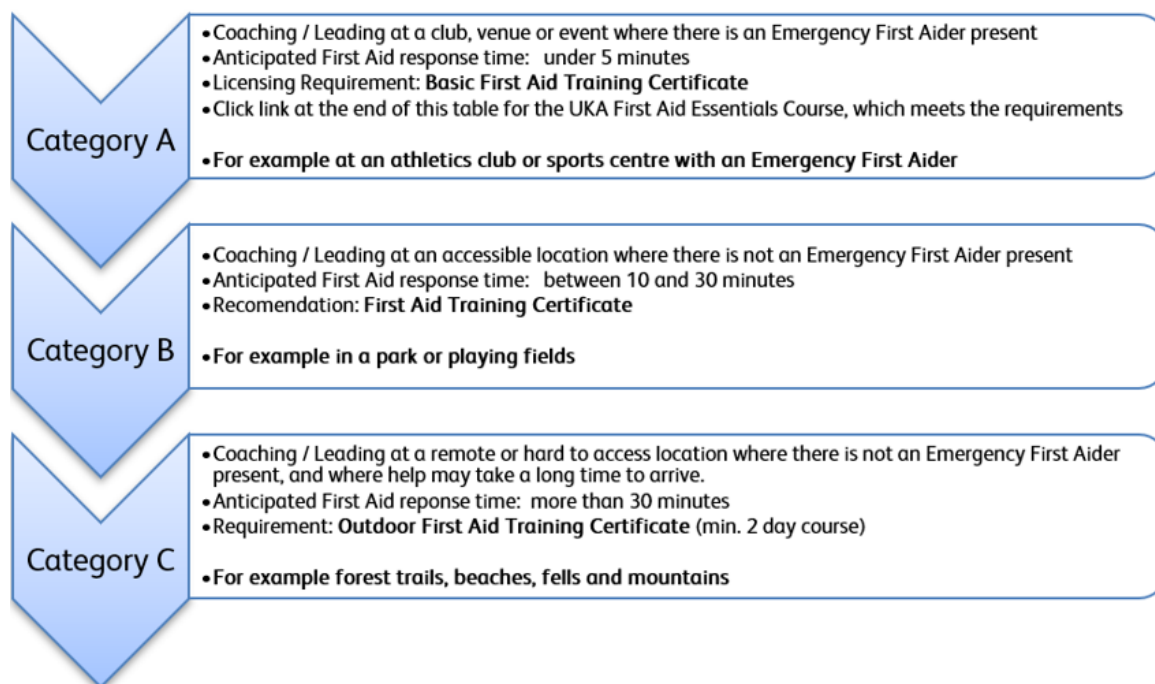 Category A
•Coaching / Leading at a club, venue or event where there is an Emergency First Aider present
•Anticipated First Aid response time:  under 5 minutes
•Licensing Requirement: Basic First Aid Training Certificate
•Click link at the end of this table for the UKA First Aid Essentials Course, which meets the requirements
•For example at an athletics club or sports centre with an Emergency First Aider
Category B
•Coaching / Leading at an accessible location where there is not an Emergency First Aider present
•Anticipated First Aid response time:  between 10 and 30 minutes
•Recomendation: First Aid Training Certificate
•For example in a park or playing fields
Category C
•Coaching / Leading at a remote or hard to access location where there is not an Emergency First Aider
present, and where help may take a long time to arrive.
•Anticipated First Aid reponse time:  more than 30 minutes
•Requirement: Outdoor First Aid Training Certificate (min. 2 day course)
•For example forest trails, beaches, fells and mountains